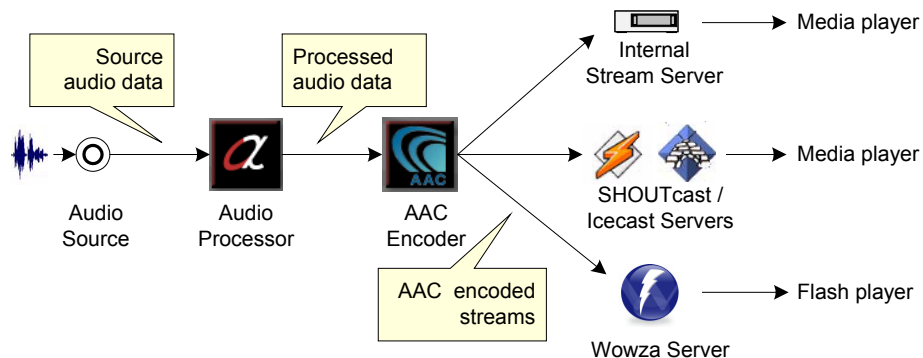 Source
audio data
Processed
audio data
Internal
Stream Server
Media player
Audio
Source
α
Audio
Processor
AAC
AAC
Encoder
SHOUTcast /
Icecast Servers
Media player
AAC encoded
streams
Wowza Server
Flash player